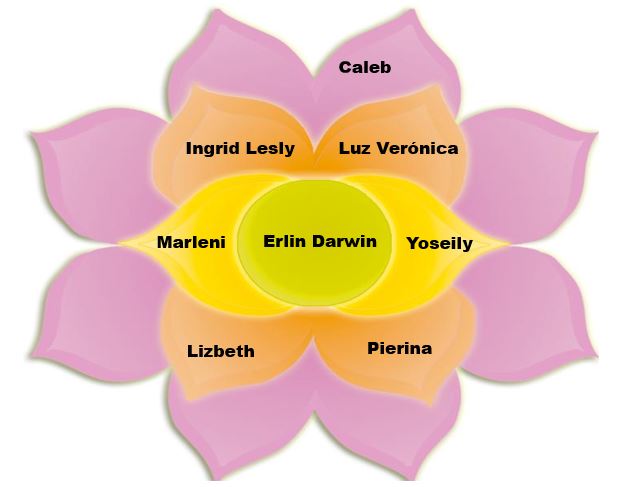 Caleb
Ingrid Lesly
Luz Verónica
Marleni
Erlin Darwin
Yoseily
Lizbeth
Pierina